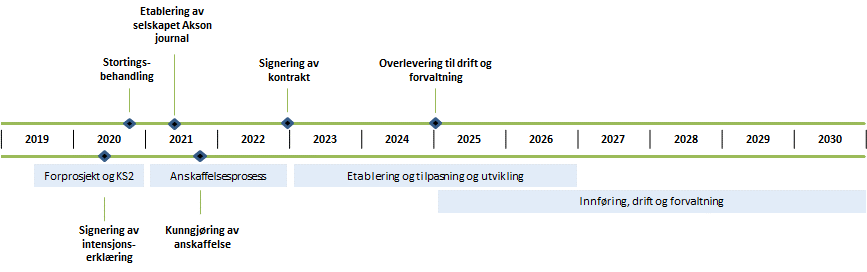 Etablering av
selskapet Akson
journal
Stortings-
behandling
Signering av
kontrakt
Overlevering til drift og
forvaltning
2019 2020 2021 2022 2023 2024 2025 2026 2027 2028 2029 2030
Forprosjekt og KS2 Anskaffelsesprosess Etablering og tilpasning og utvikling
Innføring, drift og forvaltning
Signering av
intensjons-
erklæring
Kunngjøring av
anskaffelse